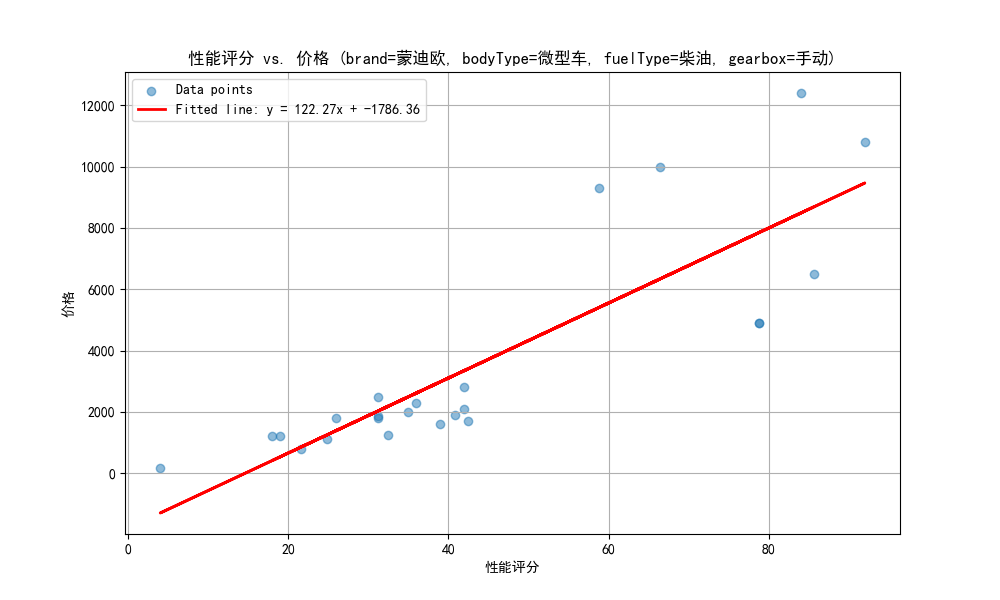 性能评分 vs. 价格 (brand=蒙迪欧, bodyType=微型车, fuelType=柴油, gearbox=手动)
Data points
Fitted line: y = 122.27x + -1786.36
12000
10000
8000
6000
4000
2000
0
价格
0 20 40 60 80
性能评分